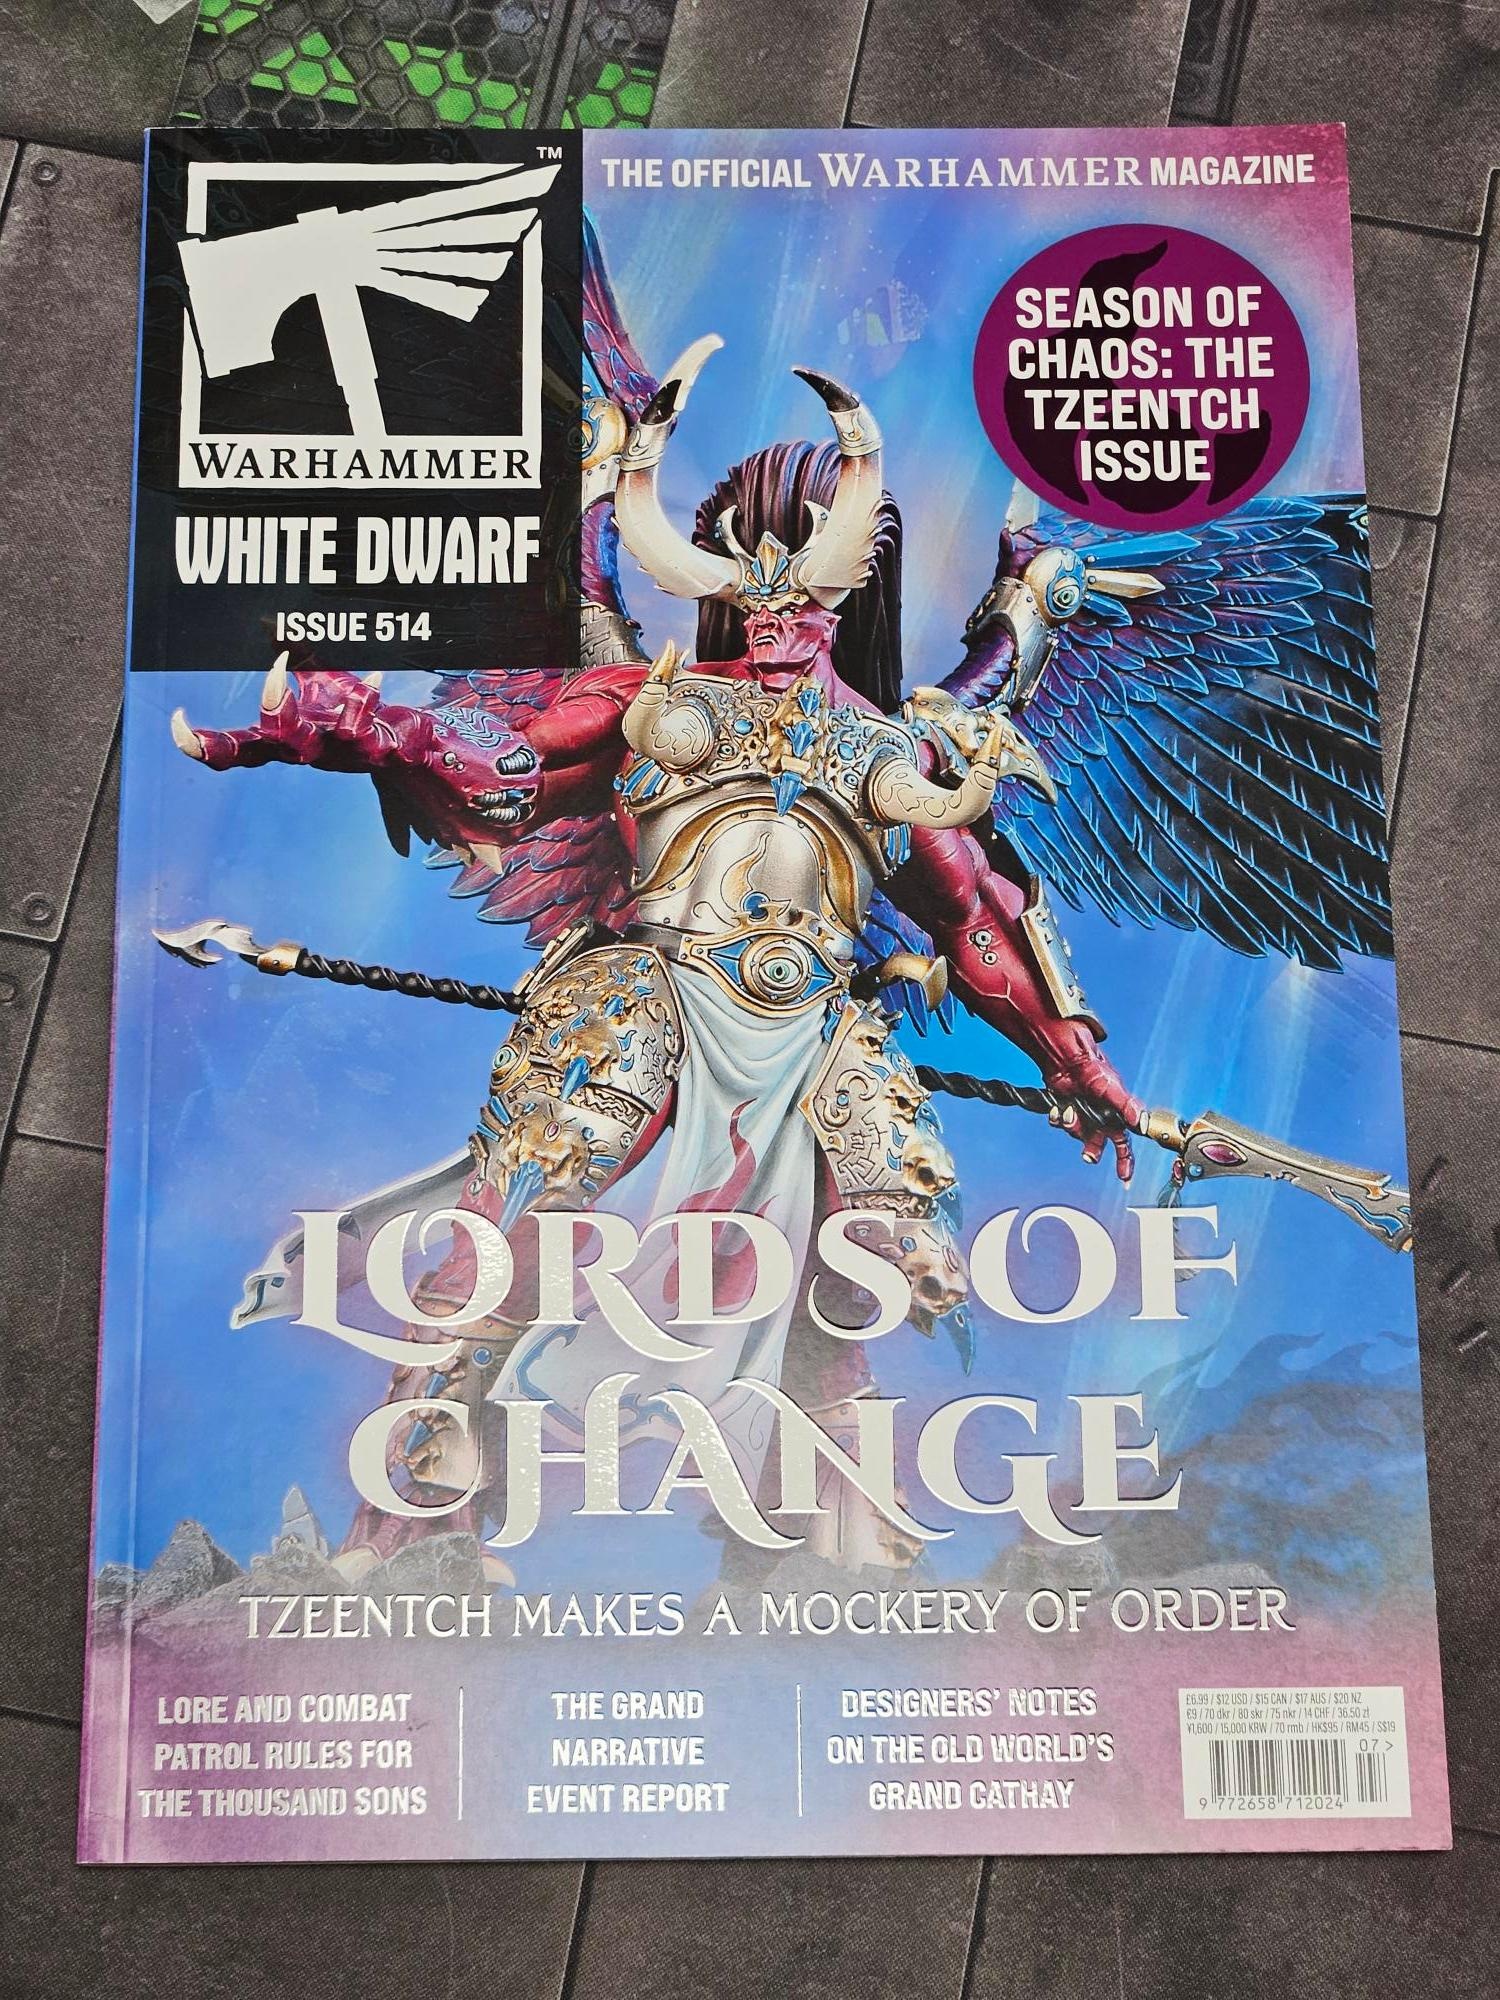 THE OFFICIAL WARHAMMER MAGAZINE
TM
WARHAMMER
WHITE DWARF
ISSUE 514
SEASON OF
CHAOS: THE
TZEENTCH
ISSUE
LORDS OF
CHANGE
TZEENTCH MAKES A MOCKERY OF ORDER
LORE AND COMBAT
PATROL RULES FOR
THE THOUSAND SONS
THE GRAND
NARRATIVE
EVENT REPORT
DESIGNERS' NOTES
ON THE OLD WORLD'S
GRAND CATHAY
£6.99 / $12 USD / $15 CAN / $17 AUS / $20 NZ
€9 / 70 dkr / 80 skr / 75 nkr / 14 CHF / 36.50 zł
¥1,600 / 15,000 KRW / 70 rmb / HK$95 / RM45 / S$19
07 >
9 772658 712024